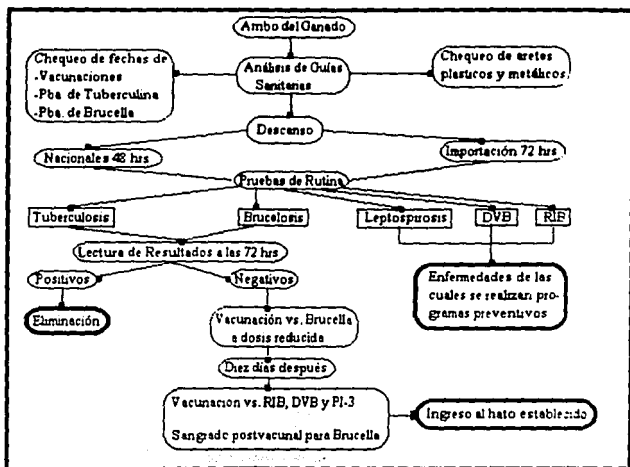 Ambo del Ganado
Chequeo de fechas de
-Vacunaciones
-Pba. de Tuberculina
-Pba. de Brucella
Análisis de Guías
Sanitarias
Chequeo de aretes
plasticos y metálicos
Descanso
Nacionales 48 hrs
Importación 72 hrs
Pruebas de Rutina
Tuberculosis
Brucelosis
Leptospirosis
DVB
RIB
Lectura de Resultados a las 72 hrs
Positivos
Negativos
Enfermedades de las
cuales se realizan pro-
gramas preventivos
Eliminación
Vacunación vs. Brucella
a dosis reducida
Diez días después
Vacunación vs. RIB, DVB y PI-3
Sangrado postvacunal para Brucella
Ingreso al hato establecido